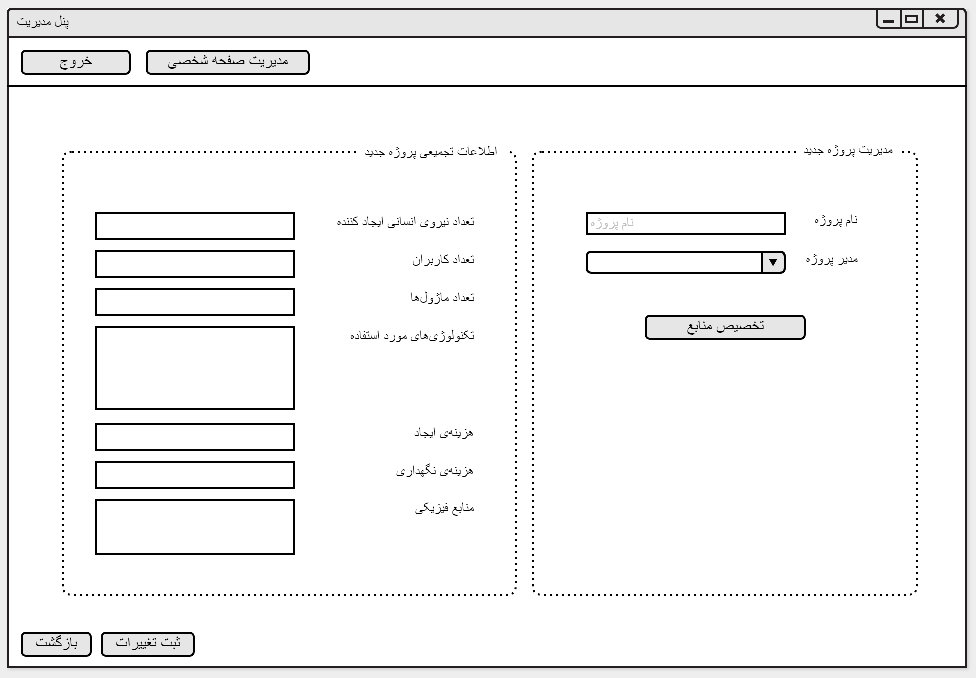 پنل مدیریت
مدیریت صفحه شخصی
خروج
مدیریت پروژه جدید
نام پروژه
نام پروژه
مدیر پروژه
تخصیص منابع
اطلاعات تجمیعی پروژه جدید
تعداد نیروی انسانی ایجاد کننده
تعداد کاربران
تعداد ماژول‌ها
تکنولوژی‌های مورد استفاده
هزینه‌ی ایجاد
هزینه‌ی نگهداری
منابع فیزیکی
ثبت تغییرات
بازگشت